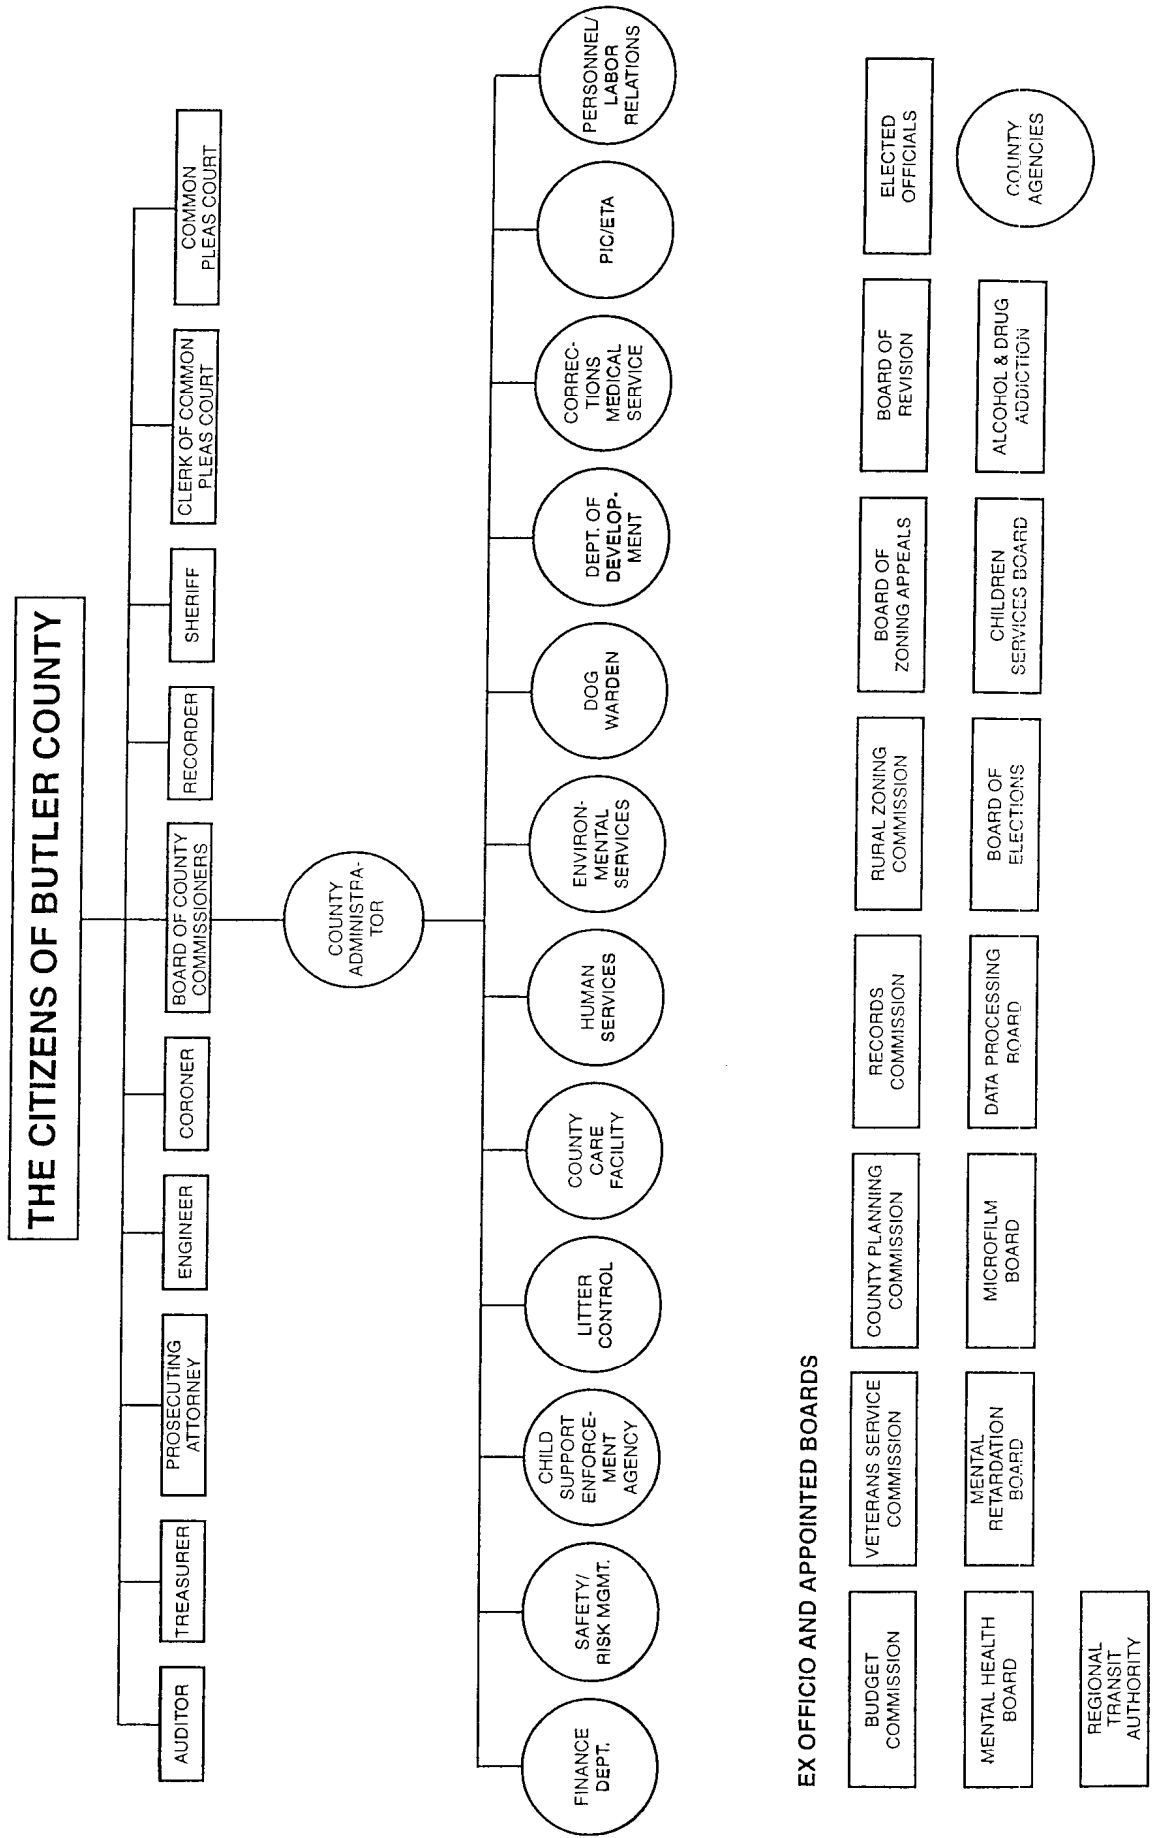 THE CITIZENS OF BUTLER COUNTY
AUDITOR
TREASURER
PROSECUTING
ATTORNEY
ENGINEER
CORONER
BOARD OF COUNTY
COMMISSIONERS
RECORDER
SHERIFF
CLERK OF COMMON
PLEAS COURT
COMMON
PLEAS COURT
COUNTY
ADMINISTRA-
TOR
FINANCE
DEPT.
SAFETY/
RISK MGMT.
CHILD
SUPPORT
ENFORCE-
MENT
AGENCY
LITTER
CONTROL
COUNTY
CARE
FACILITY
HUMAN
SERVICES
ENVIRON-
MENTAL
SERVICES
DOG
WARDEN
DEPT. OF
DEVELOP-
MENT
CORREC-
TIONS
MEDICAL
SERVICE
PIC/ETA
PERSONNEL/
LABOR
RELATIONS
EX OFFICIO AND APPOINTED BOARDS
BUDGET
COMMISSION
VETERANS SERVICE
COMMISSION
COUNTY PLANNING
COMMISSION
RECORDS
COMMISSION
RURAL ZONING
COMMISSION
BOARD OF
ZONING APPEALS
BOARD OF
REVISION
ELECTED
OFFICIALS
MENTAL HEALTH
BOARD
MENTAL
RETARDATION
BOARD
MICROFILM
BOARD
DATA PROCESSING
BOARD
BOARD OF
ELECTIONS
CHILDREN
SERVICES BOARD
ALCOHOL & DRUG
ADDICTION
COUNTY
AGENCIES
REGIONAL
TRANSIT
AUTHORITY